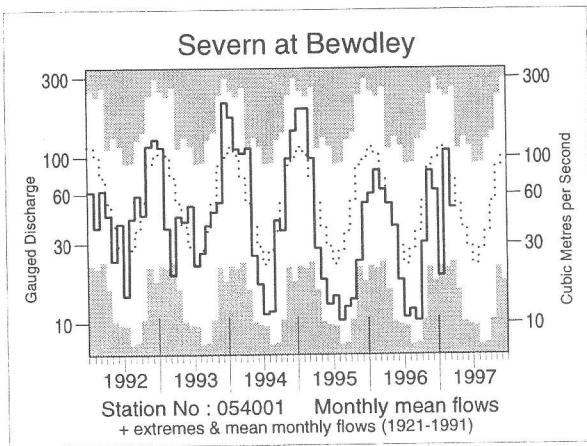 Severn at Bewdley
300
100
60
30
10
Gauged Discharge
300
100
60
30
10
Cubic Metres per Second
1992 1993 1994 1995 1996 1997
Station No : 054001 Monthly mean flows
+ extremes & mean monthly flows (1921-1991)